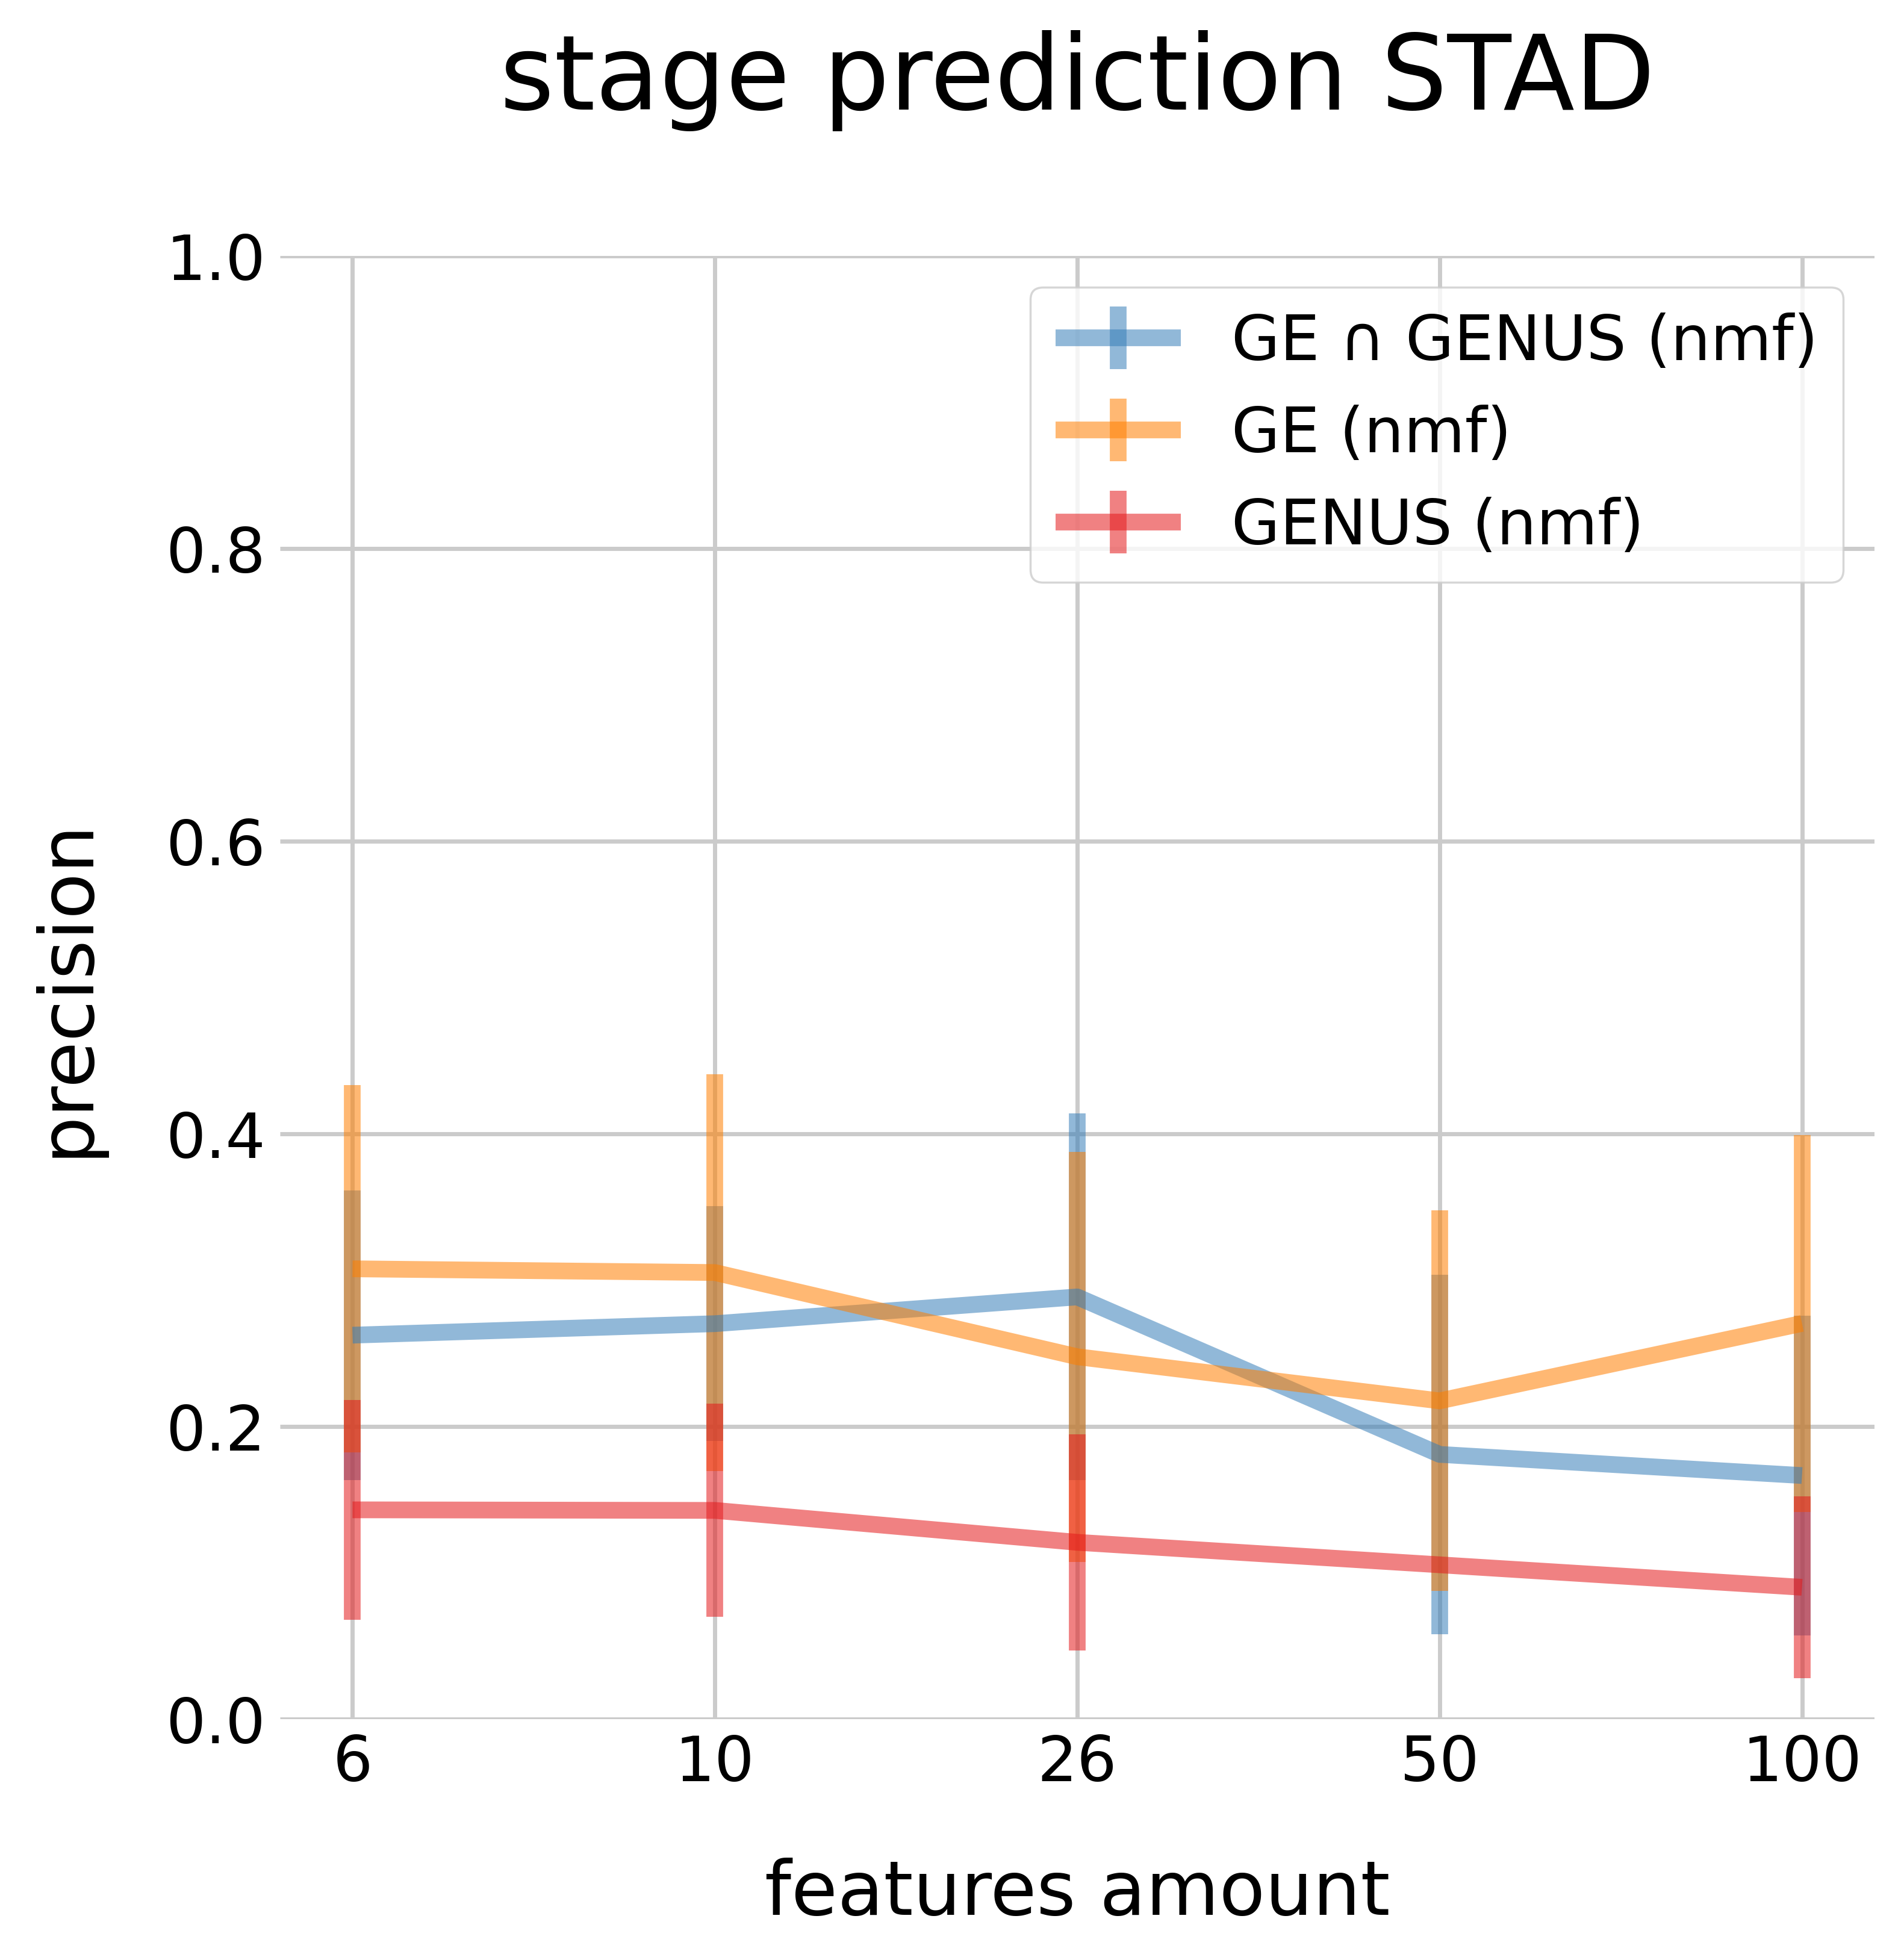 stage prediction STAD
1.0
0.8
0.6
0.4
0.2
0.0
precision
GE ∩ GENUS (nmf)
GE (nmf)
GENUS (nmf)
6 10 26 50 100
features amount